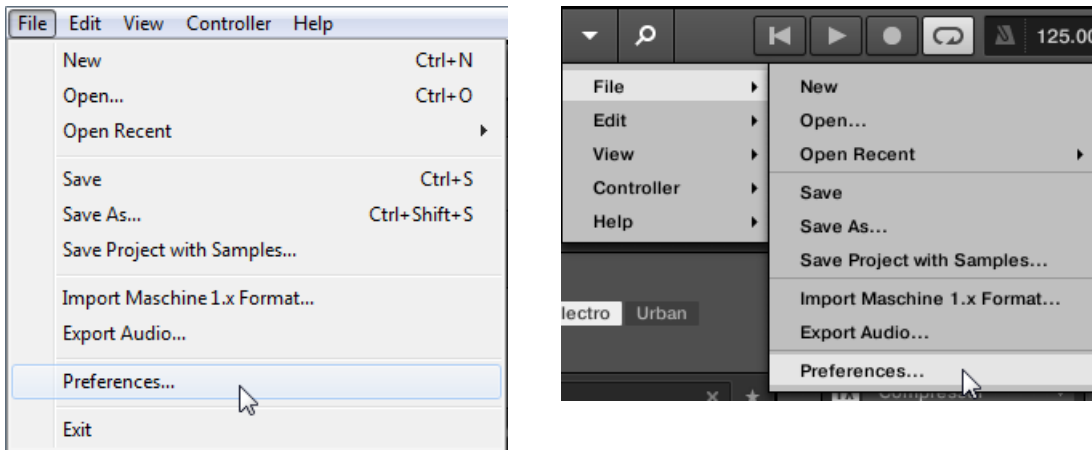 File Edit View Controller Help
New Ctrl+N
Open... Ctrl+O
Open Recent
Save Ctrl+S
Save As... Ctrl+Shift+S
Save Project with Samples...
Import Maschine 1.x Format...
Export Audio...
Preferences...
Exit
125.00
File
Edit
View
Controller
Help
New
Open...
Open Recent
Save
Save As...
Save Project with Samples...
Import Maschine 1.x Format...
Export Audio...
Preferences...
lectro Urban
Compressor